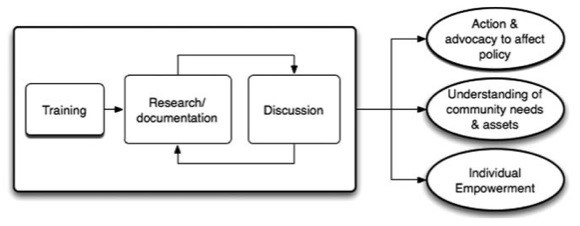 Training
Research/
documentation
Discussion
Action &
advocacy to affect
policy
Understanding of
community needs
& assets
Individual
Empowerment